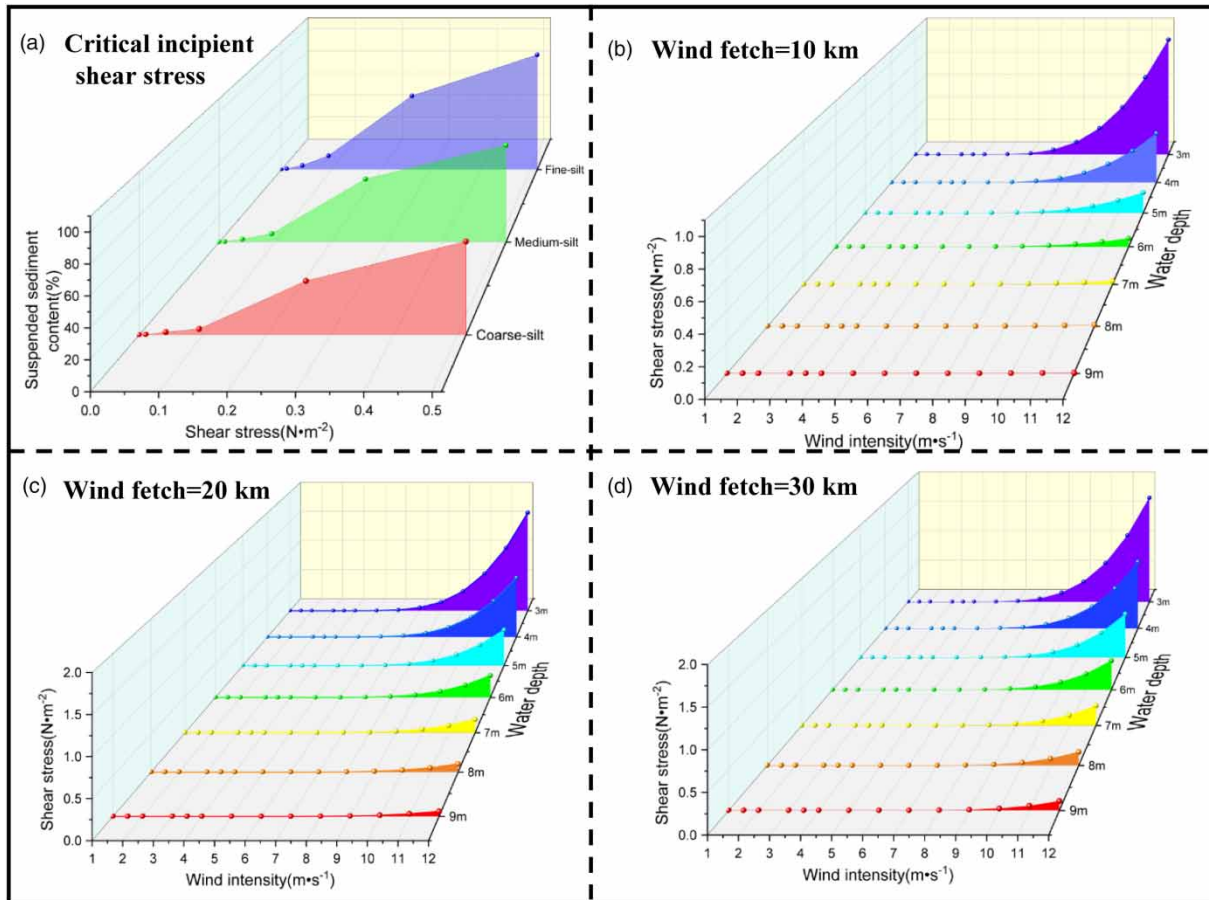 (a) Critical incipient
shear stress
Suspended sediment
content(%)
100
80
60
40
20
0
0.0 0.1 0.2 0.3 0.4 0.5
Shear stress(N•m⁻²)
Fine-silt
Medium-silt
Coarse-silt
(b) Wind fetch=10 km
Shear stress(N•m⁻²)
1.0
0.8
0.6
0.4
0.2
0.0
1 2 3 4 5 6 7 8 9 10 11 12
Wind intensity(m•s⁻¹)
3m
4m
5m
6m
7m
8m
9m
Water depth
(c) Wind fetch=20 km
Shear stress(N•m⁻²)
2.0
1.5
1.0
0.5
0.0
1 2 3 4 5 6 7 8 9 10 11 12
Wind intensity(m•s⁻¹)
3m
4m
5m
6m
7m
8m
9m
Water depth
(d) Wind fetch=30 km
Shear stress(N•m⁻²)
2.0
1.5
1.0
0.5
0.0
1 2 3 4 5 6 7 8 9 10 11 12
Wind intensity(m•s⁻¹)
3m
4m
5m
6m
7m
8m
9m
Water depth